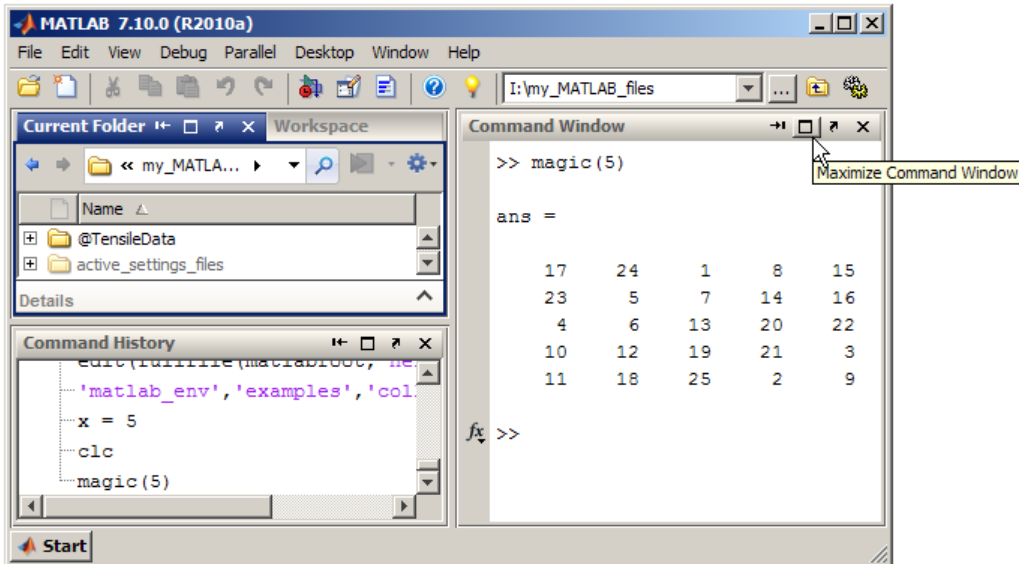 MATLAB 7.10.0 (R2010a)
File Edit View Debug Parallel Desktop Window Help
I:\my_MATLAB_files ...
Current Folder Workspace
« my_MATLA...
Name
@TensileData
active_settings_files
Details
Command History
edit(fullfile(matlabroot,
'matlab_env','examples','col
x = 5
clc
magic(5)
Command Window
Maximize Command Window
>> magic(5)
ans =
17 24 1 8 15
23 5 7 14 16
4 6 13 20 22
10 12 19 21 3
11 18 25 2 9
fx >>
Start